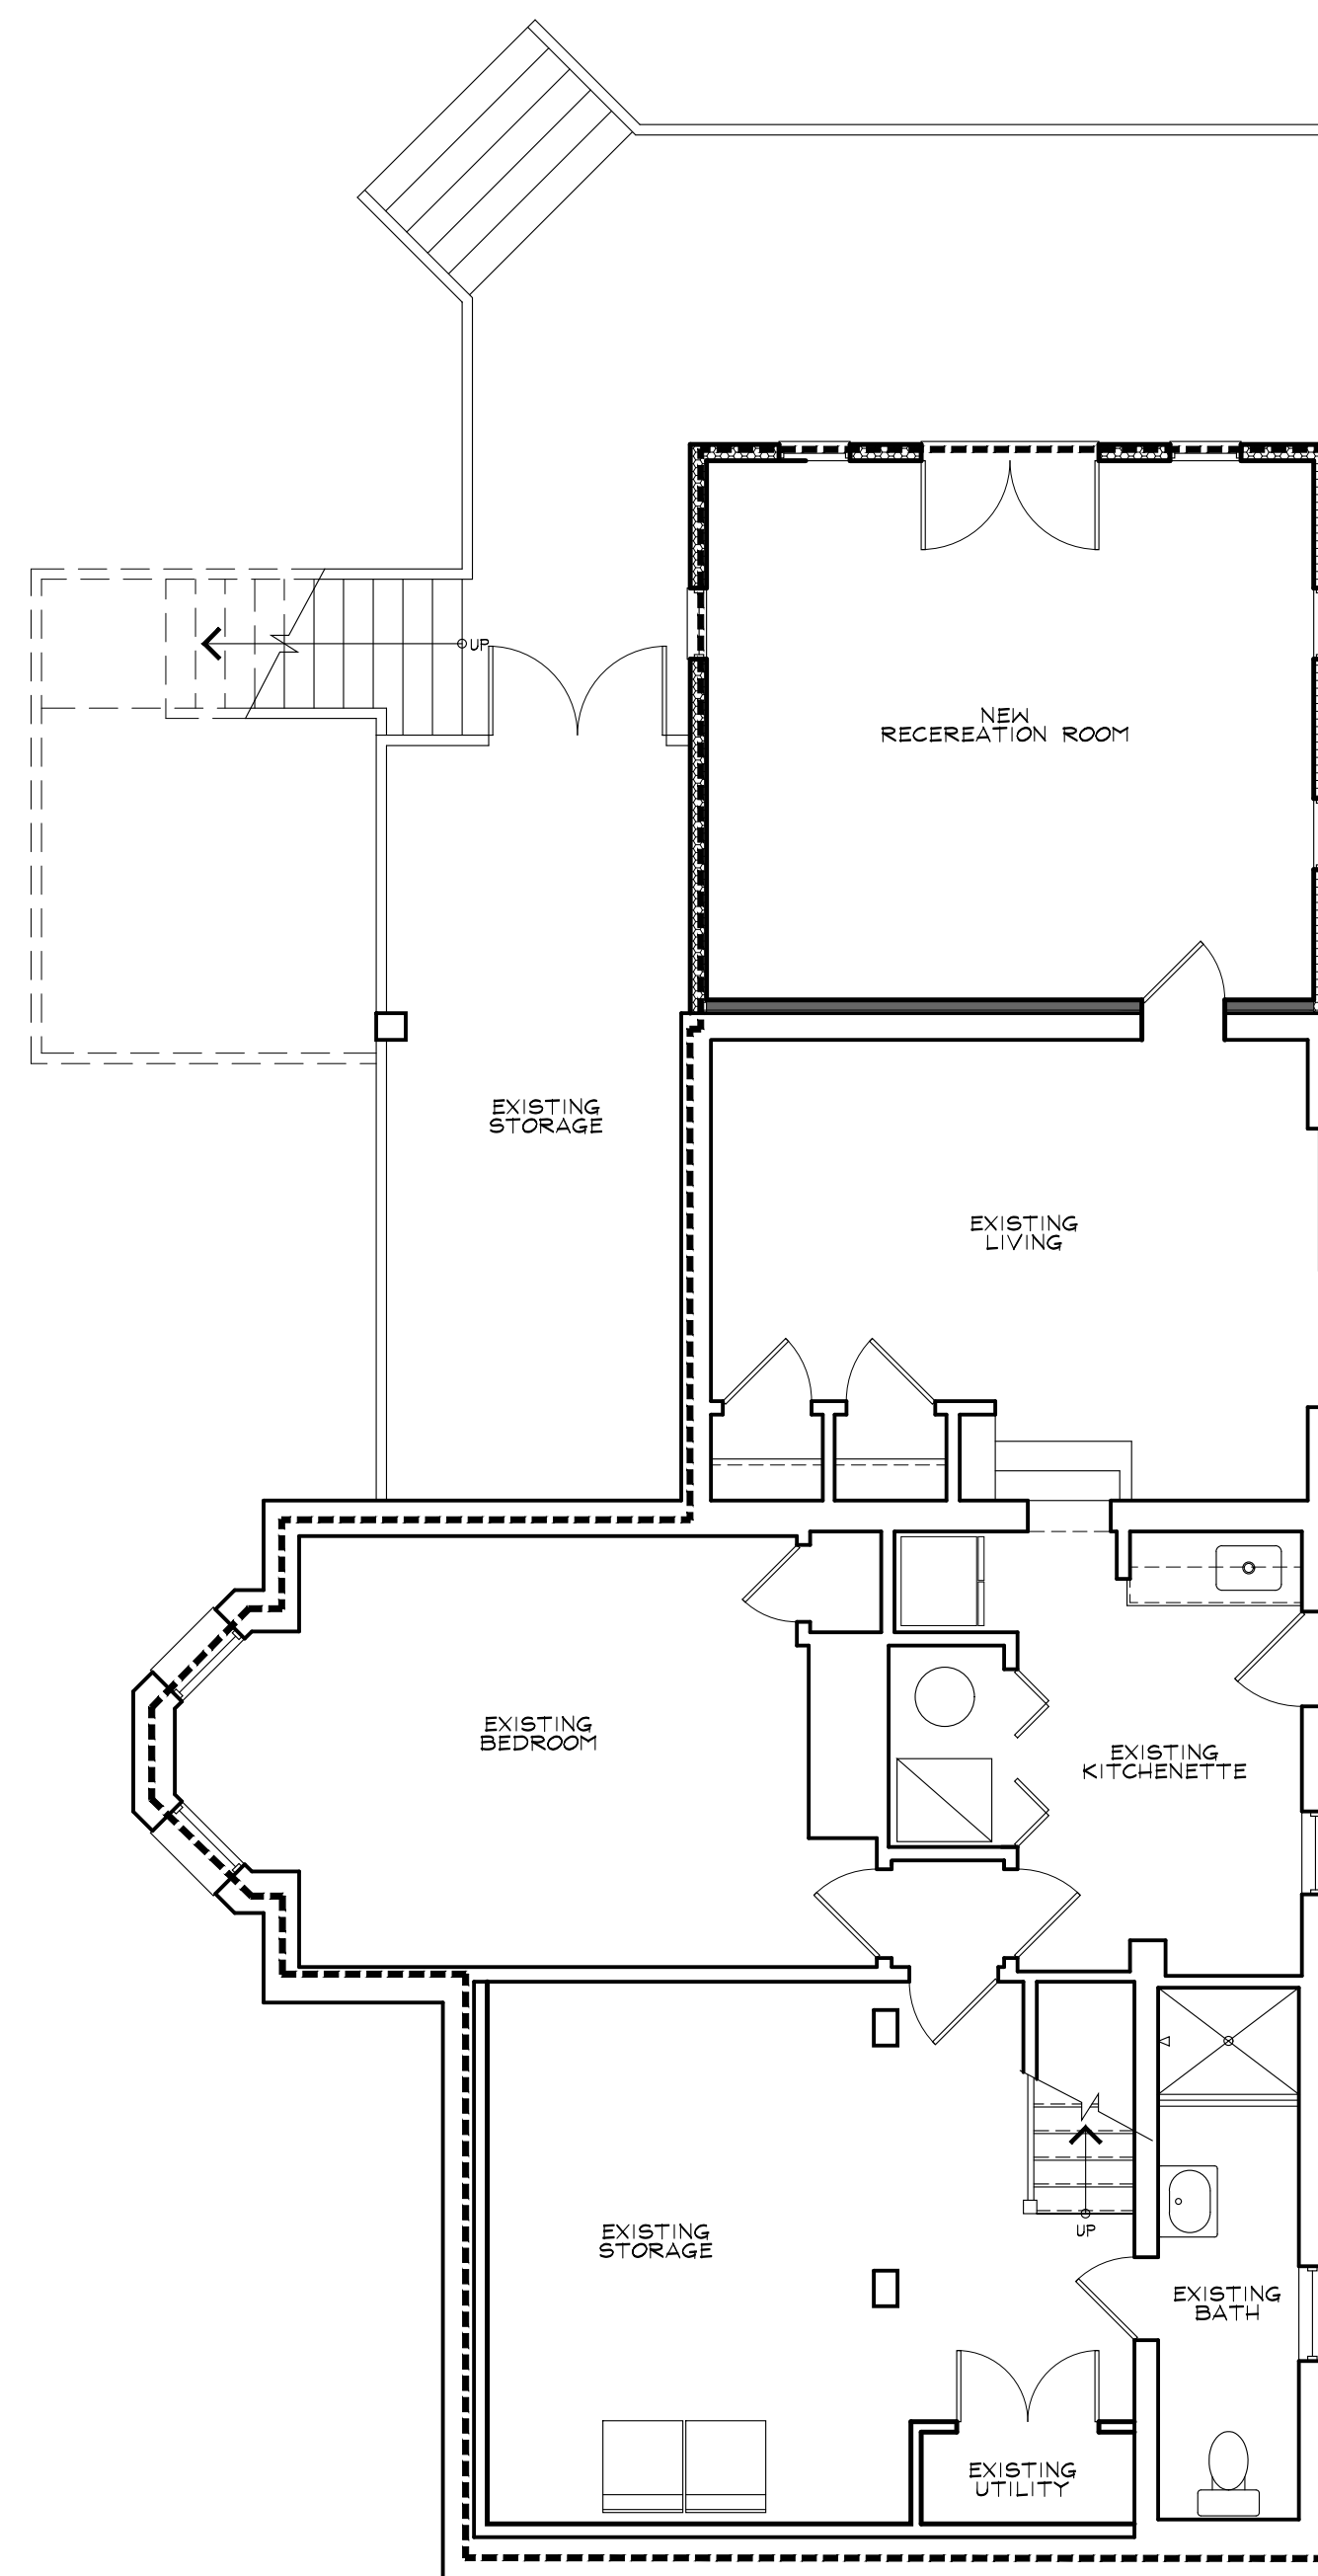 UP
NEW
RECEREATION ROOM
EXISTING
STORAGE
EXISTING
LIVING
EXISTING
BEDROOM
EXISTING
KITCHENETTE
UP
EXISTING
STORAGE
EXISTING
BATH
EXISTING
UTILITY